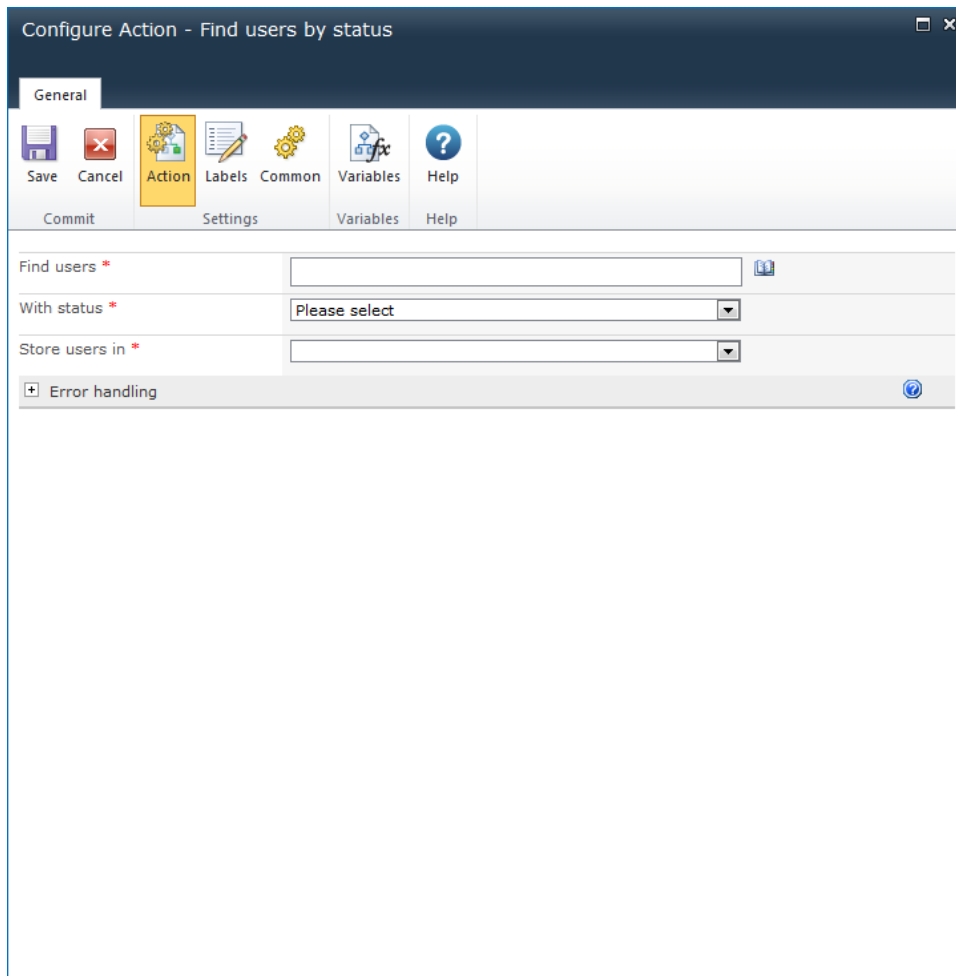 Configure Action - Find users by status
General
Save Cancel Action Labels Common Variables Help
Commit Settings Variables Help
Find users *
With status * Please select
Store users in *
Error handling